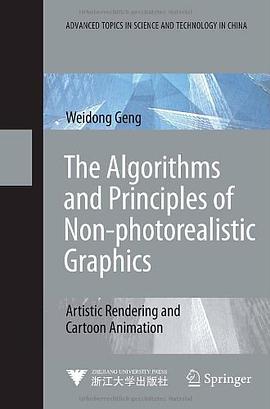 ADVANCED TOPICS IN SCIENCE AND TECHNOLOGY IN CHINA
Weidong Geng
The Algorithms
and Principles of
Non-photorealistic
Graphics
Artistic Rendering and
Cartoon Animation
ZHEJIANG UNIVERSITY PRESS
浙江大学出版社
Springer